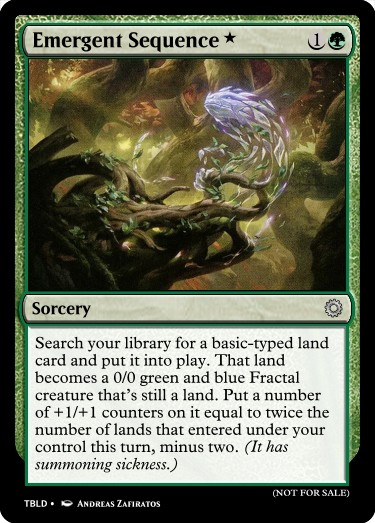 Emergent Sequence ★ 1
Sorcery
Search your library for a basic-typed land
card and put it into play. That land
becomes a 0/0 green and blue Fractal
creature that's still a land. Put a number
of +1/+1 counters on it equal to twice the
number of lands that entered under your
control this turn, minus two. (It has
summoning sickness.)
(NOT FOR SALE)
TBLD • Andreas Zafiratos